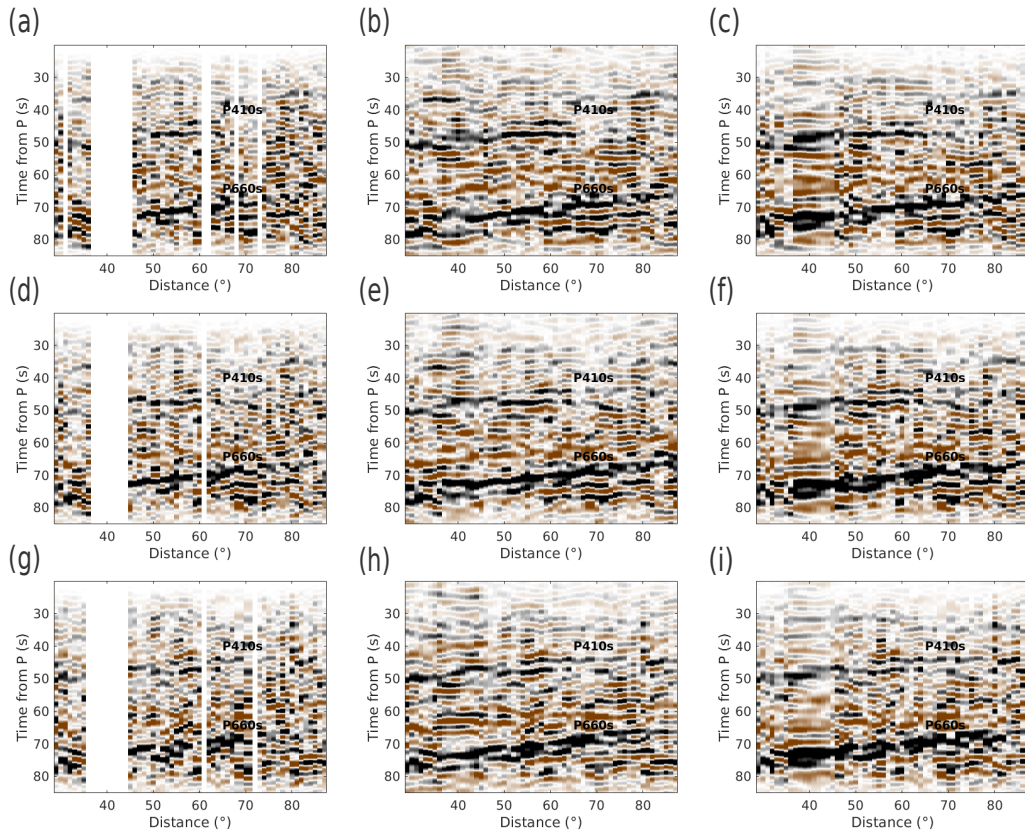 (a) (b) (c)
30 30 30
P410s P410s P410s
40 40 40
50 50 50
60 60 60
P660s P660s P660s
70 70 70
80 80 80
Time from P (s) Time from P (s) Time from P (s)
40 50 60 70 80 40 50 60 70 80 40 50 60 70 80
Distance (°) Distance (°) Distance (°)
(d) (e) (f)
30 30 30
P410s P410s P410s
40 40 40
50 50 50
60 60 60
P660s P660s P660s
70 70 70
80 80 80
Time from P (s) Time from P (s) Time from P (s)
40 50 60 70 80 40 50 60 70 80 40 50 60 70 80
Distance (°) Distance (°) Distance (°)
(g) (h) (i)
30 30 30
P410s P410s P410s
40 40 40
50 50 50
60 60 60
P660s P660s P660s
70 70 70
80 80 80
Time from P (s) Time from P (s) Time from P (s)
40 50 60 70 80 40 50 60 70 80 40 50 60 70 80
Distance (°) Distance (°) Distance (°)